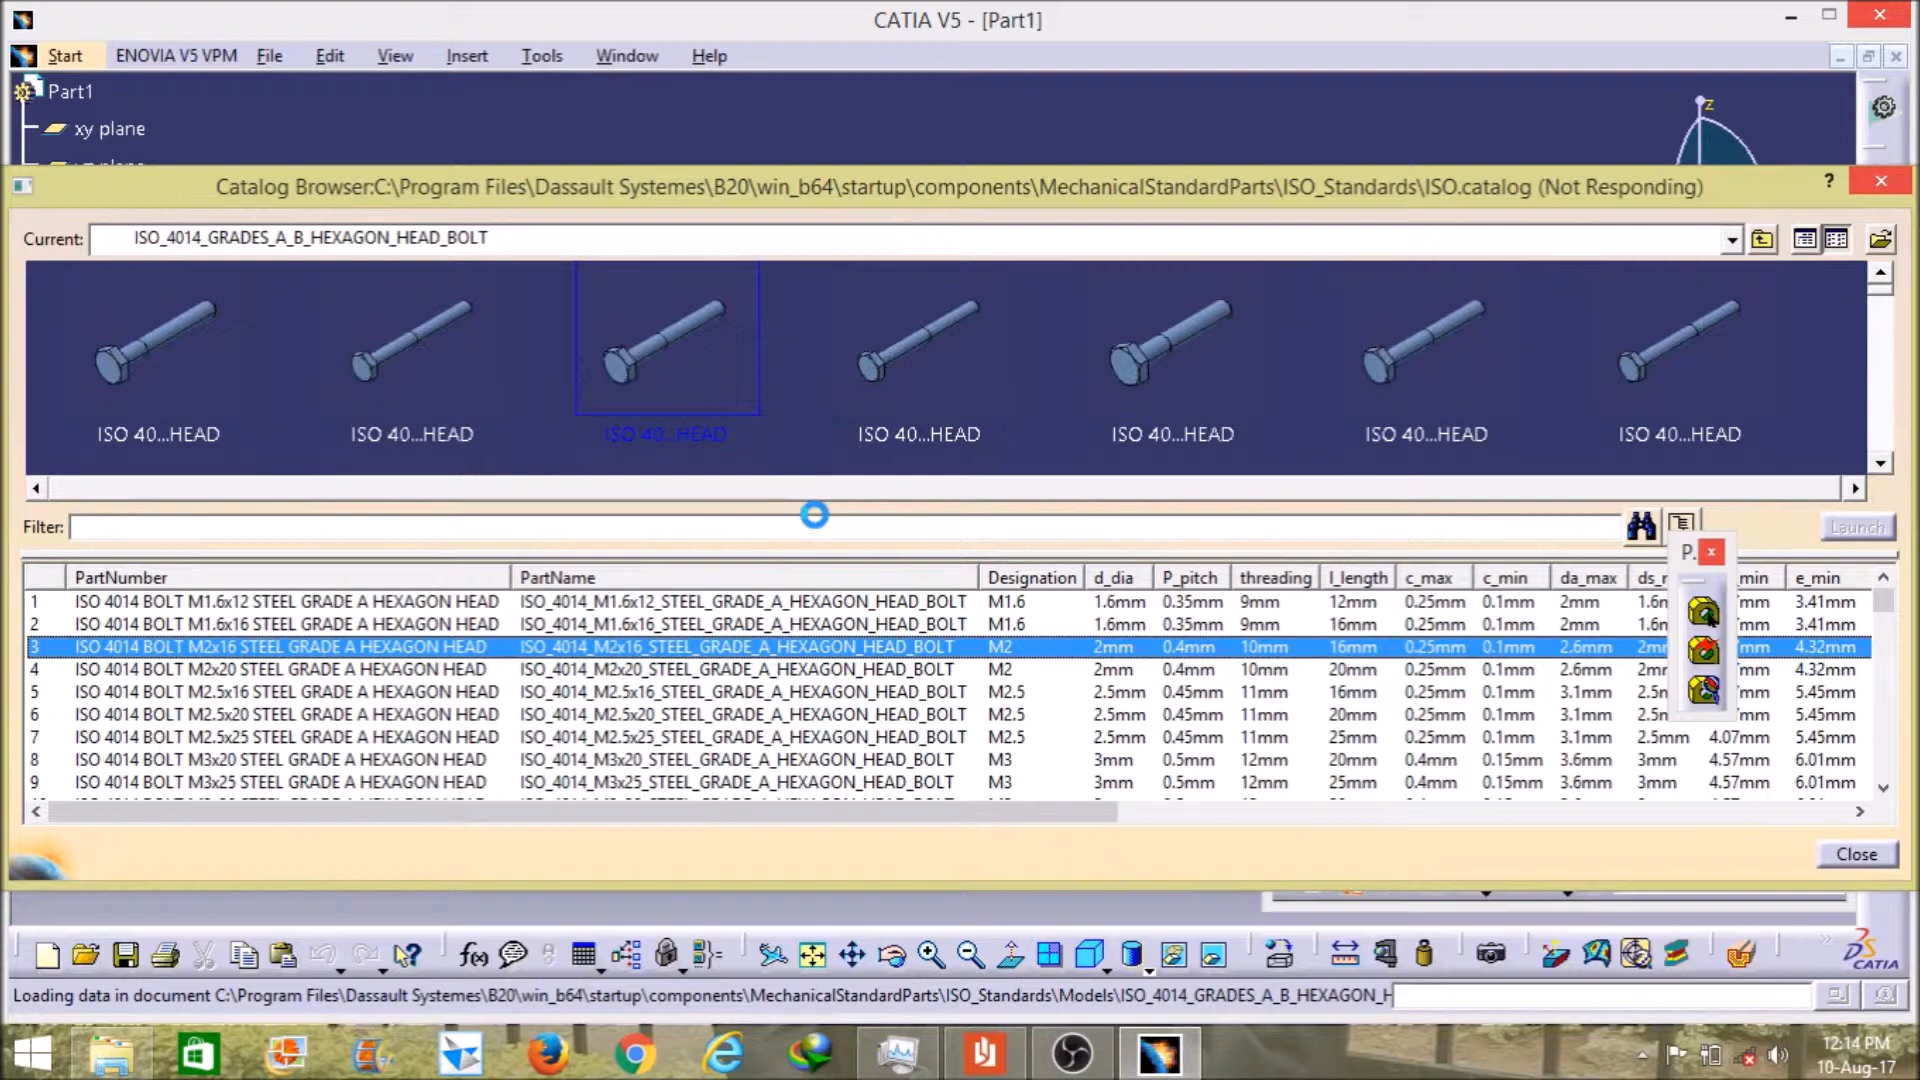 CATIA V5 - [Part1]
Start ENOVIA V5 VPM File Edit View Insert Tools Window Help
Part1
xy plane
z
Catalog Browser:C:\Program Files\Dassault Systemes\B20\win_b64\startup\components\MechanicalStandardParts\ISO_Standards\ISO.catalog (Not Responding) ?
Current: ISO_4014_GRADES_A_B_HEXAGON_HEAD_BOLT
ISO 40...HEAD ISO 40...HEAD ISO 40...HEAD ISO 40...HEAD ISO 40...HEAD ISO 40...HEAD ISO 40...HEAD
Filter: Launch
P.
PartNumber PartName Designation d_dia P_pitch threading l_length c_max c_min da_max min e_min
1 ISO 4014 BOLT M1.6x12 STEEL GRADE A HEXAGON HEAD ISO_4014_M1.6x12_STEEL_GRADE_A_HEXAGON_HEAD_BOLT M1.6 1.6mm 0.35mm 9mm 12mm 0.25mm 0.1mm 2mm 3.41mm
2 ISO 4014 BOLT M1.6x16 STEEL GRADE A HEXAGON HEAD ISO_4014_M1.6x16_STEEL_GRADE_A_HEXAGON_HEAD_BOLT M1.6 1.6mm 0.35mm 9mm 16mm 0.25mm 0.1mm 2mm 3.41mm
3 ISO 4014 BOLT M2x16 STEEL GRADE A HEXAGON HEAD ISO_4014_M2x16_STEEL_GRADE_A_HEXAGON_HEAD_BOLT M2 2mm 0.4mm 10mm 16mm 0.25mm 0.1mm 2.6mm 4.32mm
4 ISO 4014 BOLT M2x20 STEEL GRADE A HEXAGON HEAD ISO_4014_M2x20_STEEL_GRADE_A_HEXAGON_HEAD_BOLT M2 2mm 0.4mm 10mm 20mm 0.25mm 0.1mm 2.6mm 4.32mm
5 ISO 4014 BOLT M2.5x16 STEEL GRADE A HEXAGON HEAD ISO_4014_M2.5x16_STEEL_GRADE_A_HEXAGON_HEAD_BOLT M2.5 2.5mm 0.45mm 11mm 16mm 0.25mm 0.1mm 3.1mm 5.45mm
6 ISO 4014 BOLT M2.5x20 STEEL GRADE A HEXAGON HEAD ISO_4014_M2.5x20_STEEL_GRADE_A_HEXAGON_HEAD_BOLT M2.5 2.5mm 0.45mm 11mm 20mm 0.25mm 0.1mm 3.1mm 5.45mm
7 ISO 4014 BOLT M2.5x25 STEEL GRADE A HEXAGON HEAD ISO_4014_M2.5x25_STEEL_GRADE_A_HEXAGON_HEAD_BOLT M2.5 2.5mm 0.45mm 11mm 25mm 0.25mm 0.1mm 3.1mm 2.5mm 4.07mm 5.45mm
8 ISO 4014 BOLT M3x20 STEEL GRADE A HEXAGON HEAD ISO_4014_M3x20_STEEL_GRADE_A_HEXAGON_HEAD_BOLT M3 3mm 0.5mm 12mm 20mm 0.4mm 0.15mm 3.6mm 3mm 4.57mm 6.01mm
9 ISO 4014 BOLT M3x25 STEEL GRADE A HEXAGON HEAD ISO_4014_M3x25_STEEL_GRADE_A_HEXAGON_HEAD_BOLT M3 3mm 0.5mm 12mm 25mm 0.4mm 0.15mm 3.6mm 3mm 4.57mm 6.01mm
Close
f(x)
CATIA
Loading data in document C:\Program Files\Dassault Systemes\B20\win_b64\startup\components\MechanicalStandardParts\ISO_Standards\Models\ISO_4014_GRADES_A_B_HEXAGON_H
12:14 PM
10-Aug-17